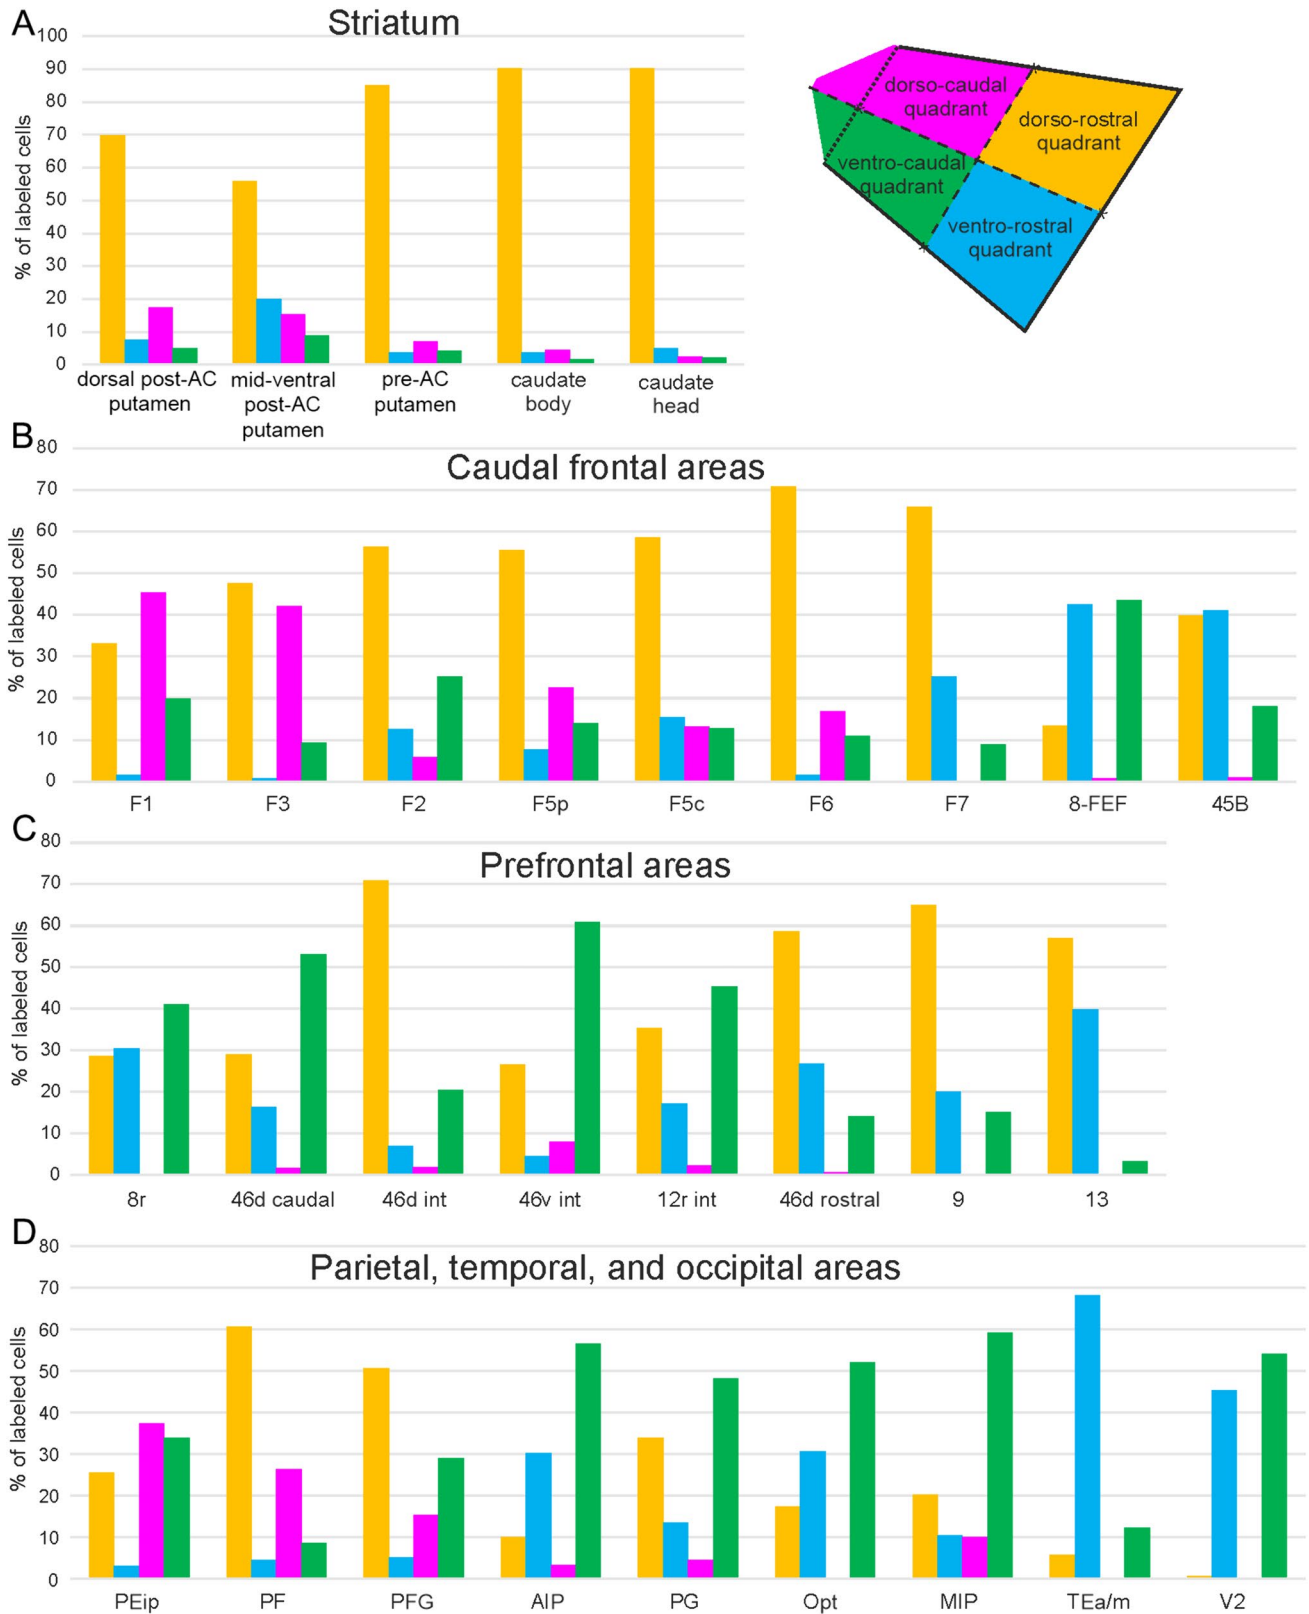 A
Striatum
% of labeled cells
100
90
80
70
60
50
40
30
20
10
0
dorsal post-AC
putamen
mid-ventral
post-AC
putamen
pre-AC
putamen
caudate
body
caudate
head
dorso-caudal
quadrant
dorso-rostral
quadrant
ventro-caudal
quadrant
ventro-rostral
quadrant
B
Caudal frontal areas
% of labeled cells
80
70
60
50
40
30
20
10
0
F1 F3 F2 F5p F5c F6 F7 8-FEF 45B
C
Prefrontal areas
% of labeled cells
80
70
60
50
40
30
20
10
0
8r 46d caudal 46d int 46v int 12r int 46d rostral 9 13
D
Parietal, temporal, and occipital areas
% of labeled cells
80
70
60
50
40
30
20
10
0
PEip PF PFG AIP PG Opt MIP TEa/m V2